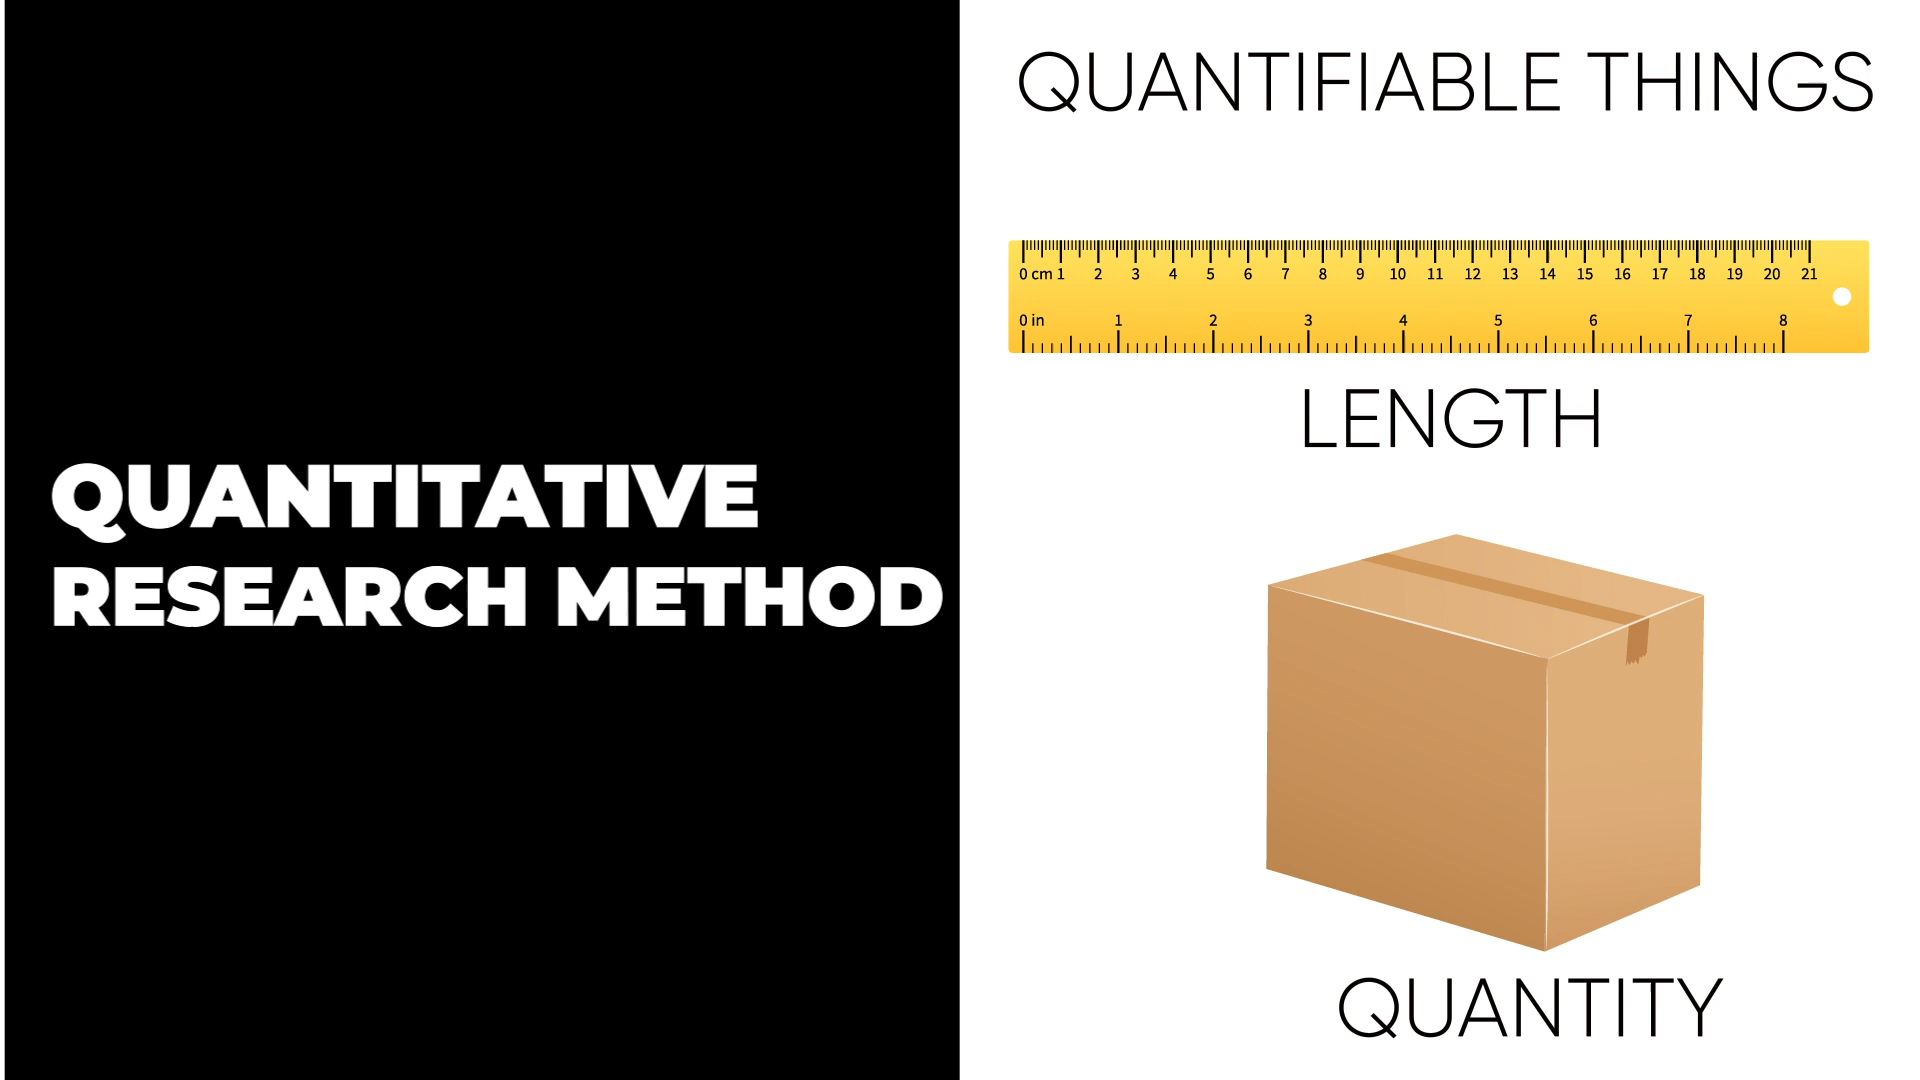 QUANTITATIVE
RESEARCH METHOD
QUANTIFIABLE THINGS
0 cm 1 2 3 4 5 6 7 8 9 10 11 12 13 14 15 16 17 18 19 20 21
0 in 1 2 3 4 5 6 7 8
LENGTH
QUANTITY